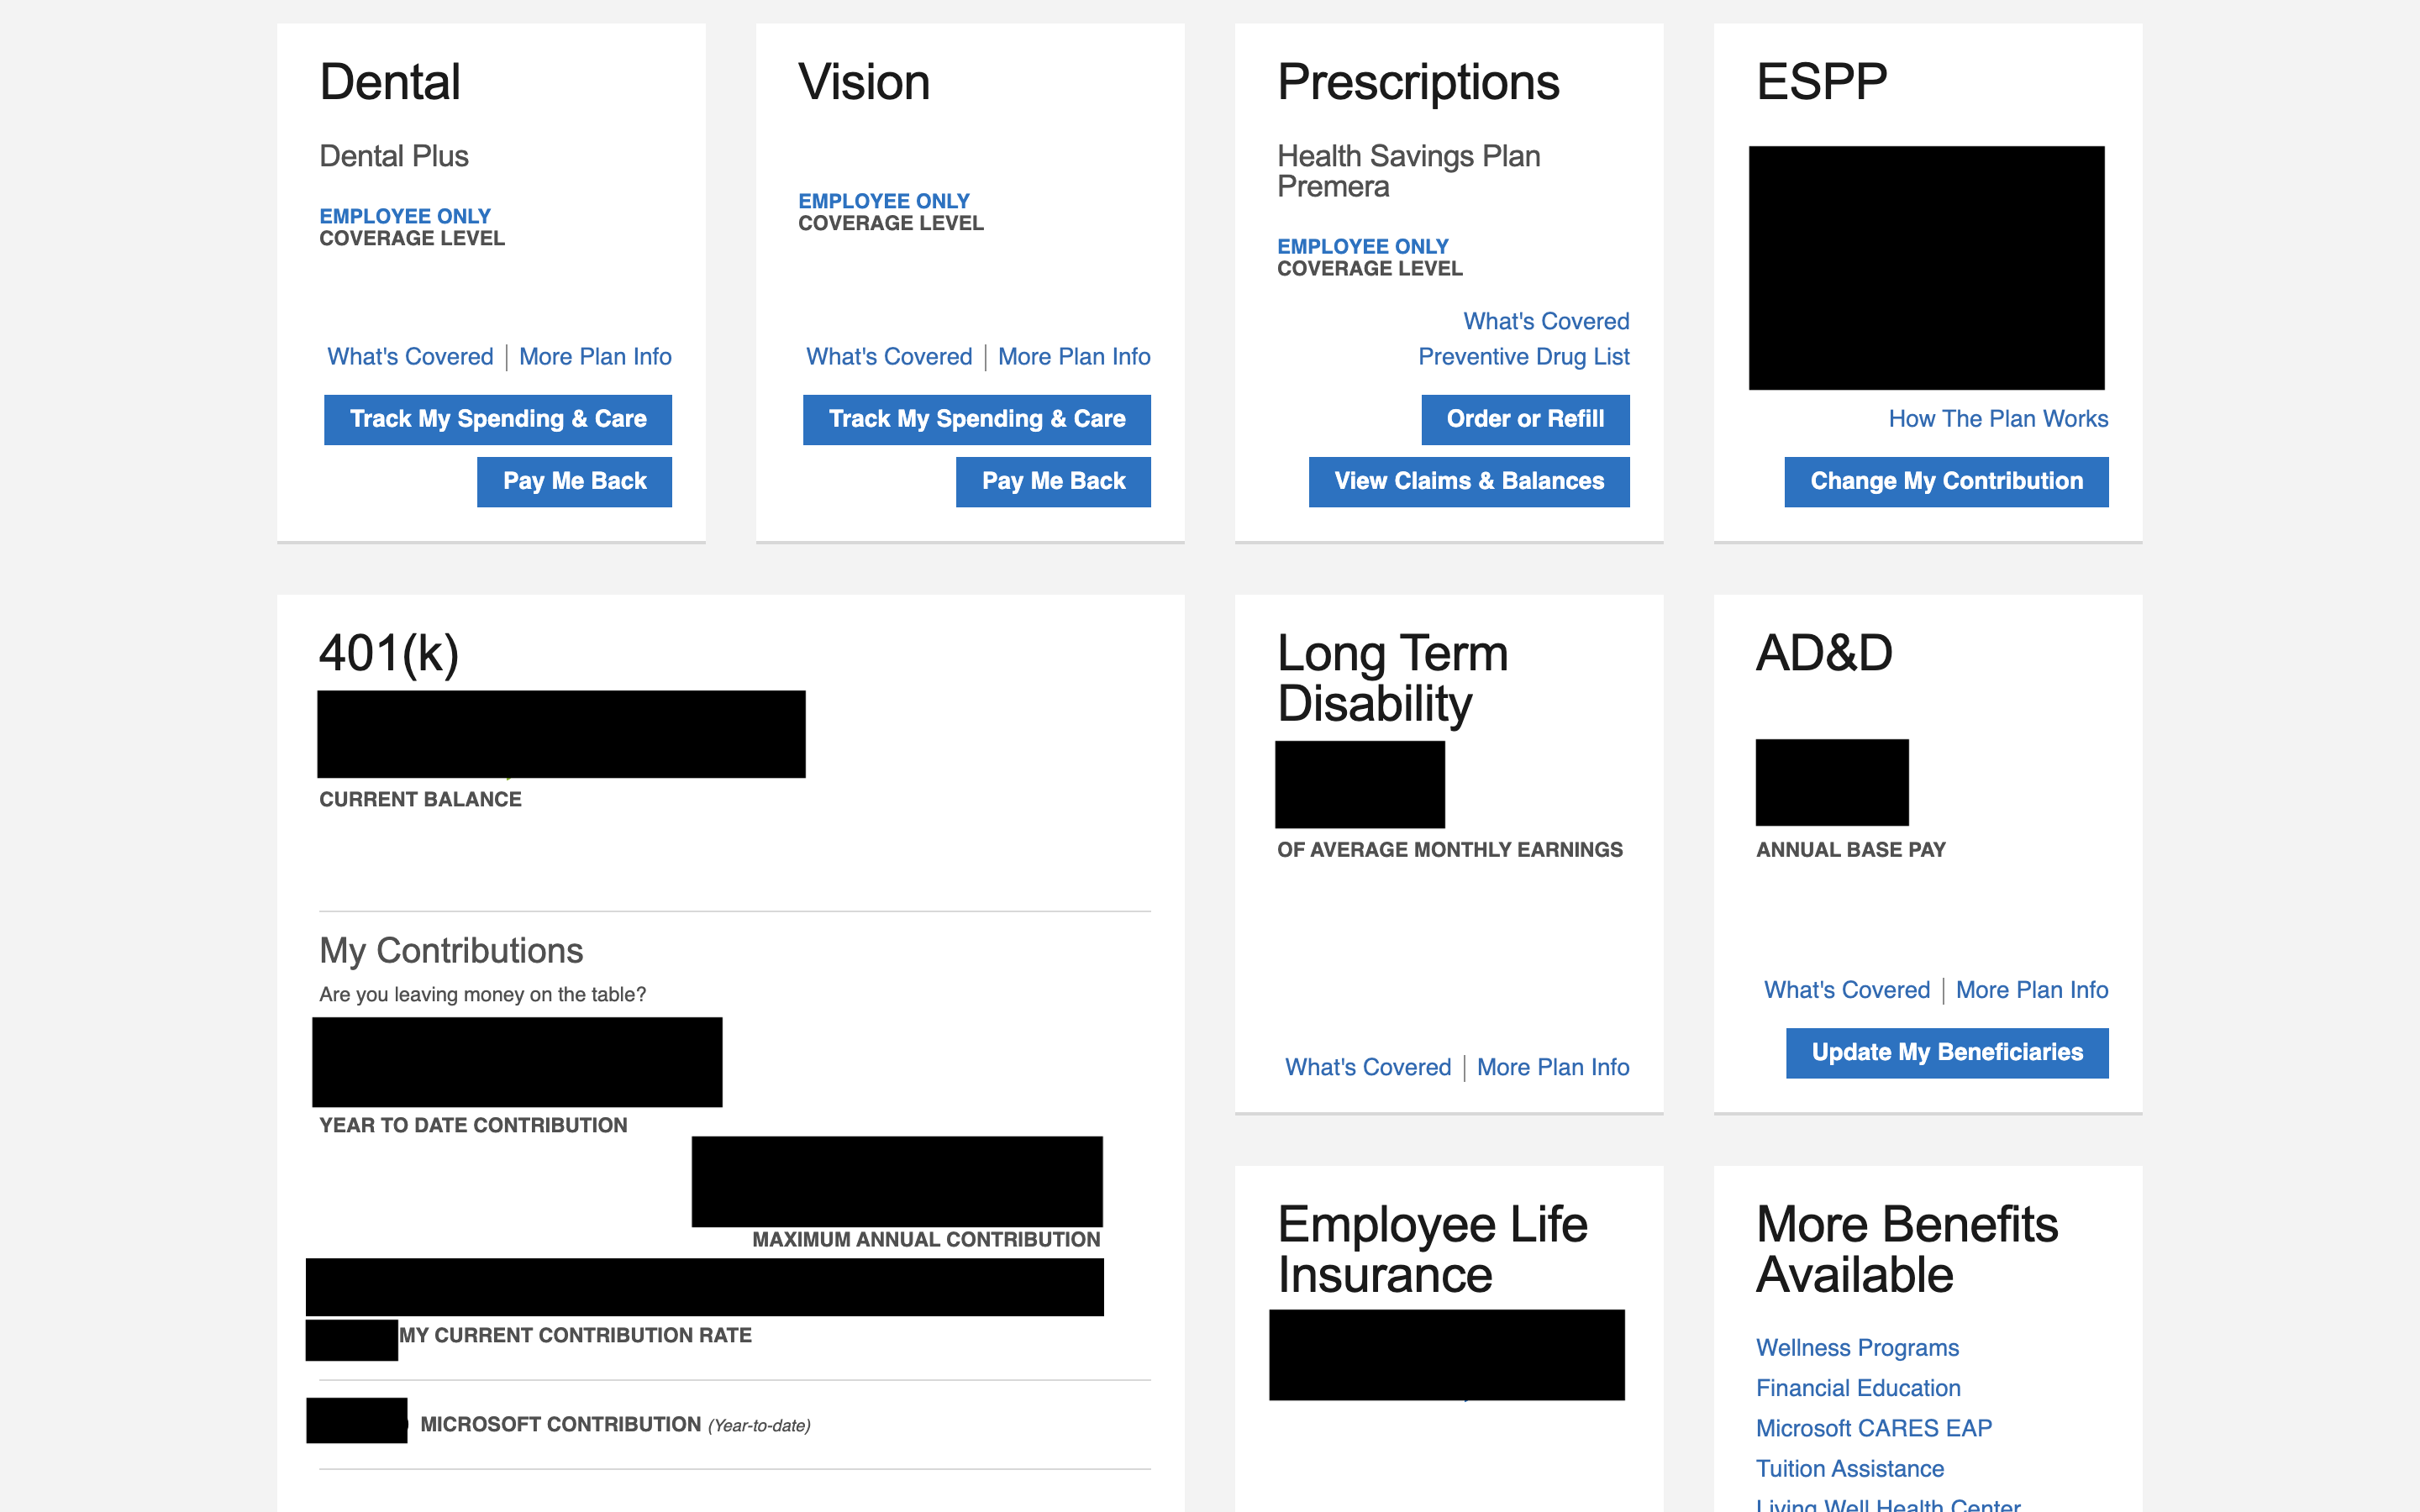 Dental
Dental Plus
EMPLOYEE ONLY
COVERAGE LEVEL
What's Covered | More Plan Info
Track My Spending & Care
Pay Me Back
Vision
EMPLOYEE ONLY
COVERAGE LEVEL
What's Covered | More Plan Info
Track My Spending & Care
Pay Me Back
Prescriptions
Health Savings Plan
Premera
EMPLOYEE ONLY
COVERAGE LEVEL
What's Covered
Preventive Drug List
Order or Refill
View Claims & Balances
ESPP
How The Plan Works
Change My Contribution
401(k)
CURRENT BALANCE
My Contributions
Are you leaving money on the table?
YEAR TO DATE CONTRIBUTION
MAXIMUM ANNUAL CONTRIBUTION
MY CURRENT CONTRIBUTION RATE
MICROSOFT CONTRIBUTION (Year-to-date)
Long Term
Disability
OF AVERAGE MONTHLY EARNINGS
What's Covered | More Plan Info
AD&D
ANNUAL BASE PAY
What's Covered | More Plan Info
Update My Beneficiaries
Employee Life
Insurance
More Benefits
Available
Wellness Programs
Financial Education
Microsoft CARES EAP
Tuition Assistance
Living Well Health Center